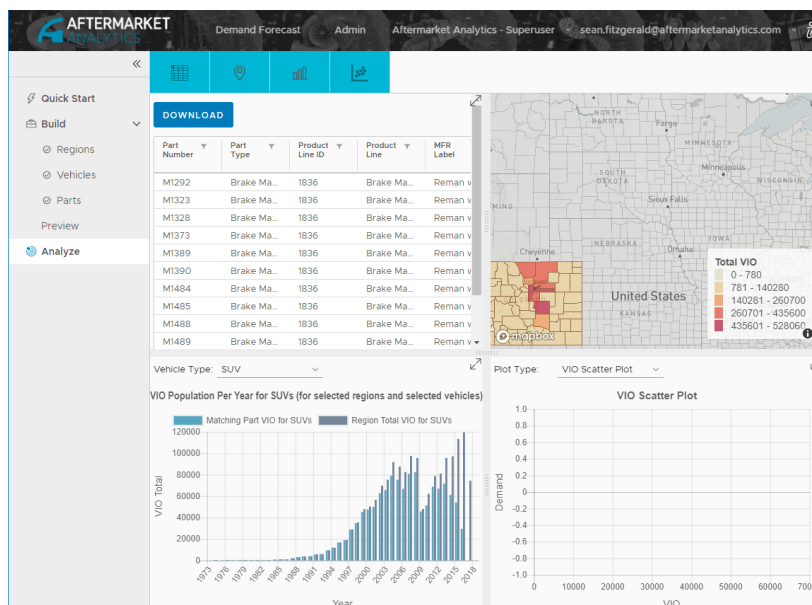 AFTERMARKET
ANALYTICS
Demand Forecast
Admin
Aftermarket Analytics - Superuser
sean.fitzgerald@aftermarketanalytics.com
Quick Start
Build
Regions
Vehicles
Parts
Preview
Analyze
DOWNLOAD
Part Number Part Type Product Line ID Product Line MFR Label
M1292 Brake Ma... 1836 Brake Ma... Reman w
M1323 Brake Ma... 1836 Brake Ma... Reman w
M1328 Brake Ma... 1836 Brake Ma... Reman w
M1373 Brake Ma... 1836 Brake Ma... Reman w
M1389 Brake Ma... 1836 Brake Ma... Reman w
M1390 Brake Ma... 1836 Brake Ma... Reman w
M1484 Brake Ma... 1836 Brake Ma... Reman w
M1485 Brake Ma... 1836 Brake Ma... Reman w
M1488 Brake Ma... 1836 Brake Ma... Reman w
M1489 Brake Ma... 1836 Brake Ma... Reman w
NORTH
DAKOTA
Fargo
MINNESOTA
Minneapolis
WISCONSIN
SOUTH
DAKOTA
MING
Sioux Falls
Cheyenne
NEBRASKA
IOWA
Omaha
United States
KANSAS
mapbox
Total VIO
0 - 780
781 - 140280
140281 - 260700
260701 - 435600
435601 - 528060
Vehicle Type: SUV
VIO Population Per Year for SUVs (for selected regions and selected vehicles)
Matching Part VIO for SUVs
Region Total VIO for SUVs
120000
100000
80000
60000
40000
20000
0
VIO Total
1973 1976 1979 1982 1985 1988 1991 1994 1997 2000 2003 2006 2009 2012 2015 2018
Year
Plot Type: VIO Scatter Plot
VIO Scatter Plot
1.0
0.8
0.6
0.4
0.2
0
-0.2
-0.4
-0.6
-0.8
-1.0
Demand
0 10000 20000 30000 40000 50000 60000 700
VIO